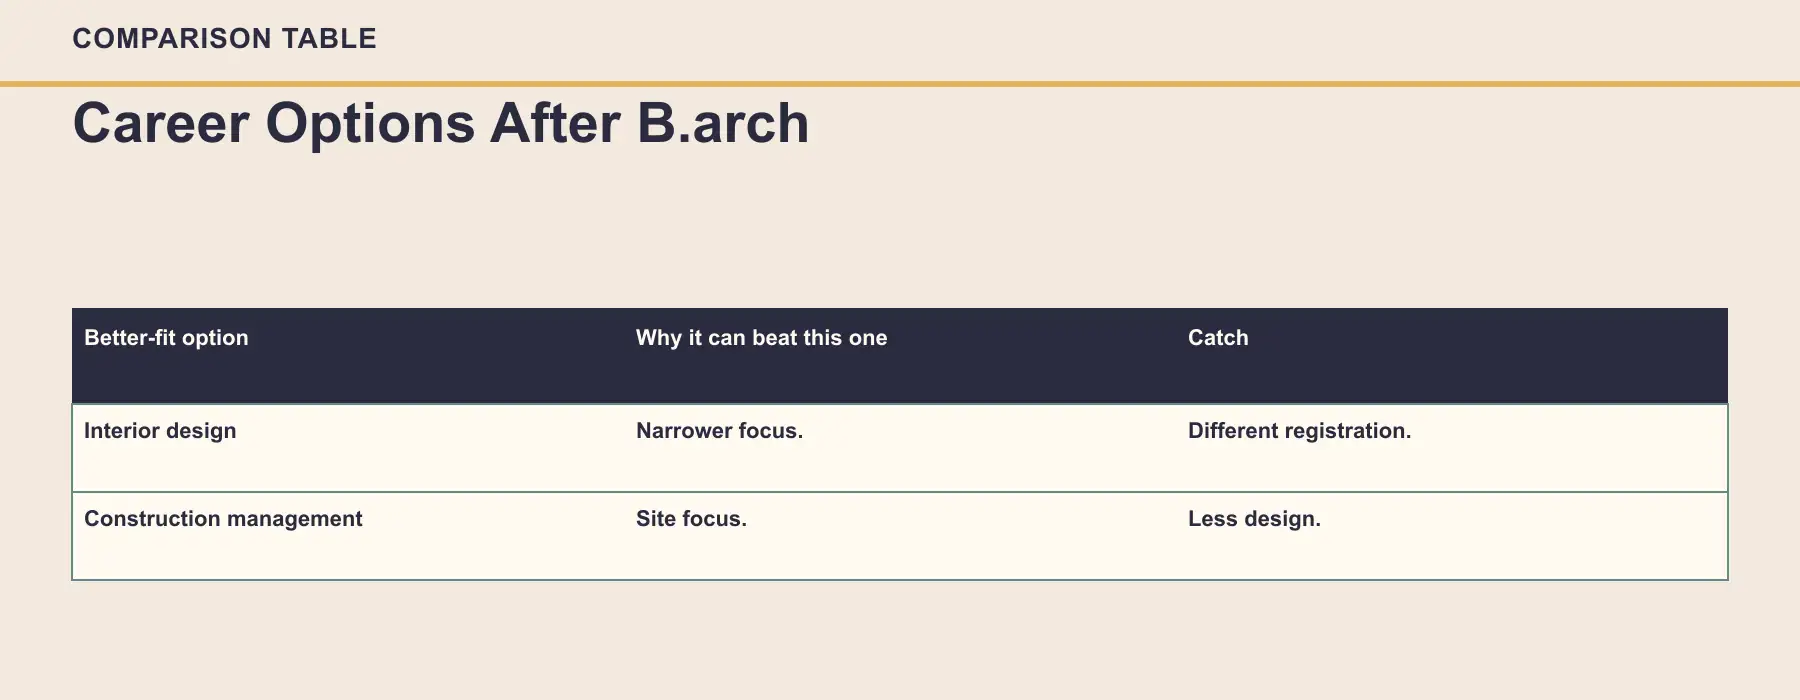 COMPARISON TABLE
Career Options After B.arch
Better-fit option Why it can beat this one Catch
Interior design Narrower focus. Different registration.
Construction management Site focus. Less design.